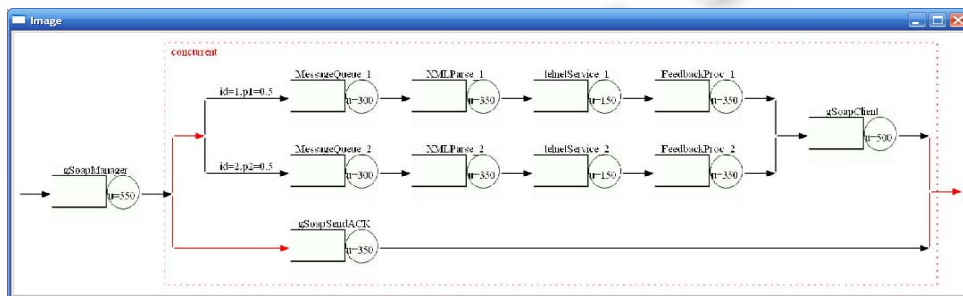 Image
concurrent
MessageQueue_1
XMLParse_1
telnetService_1
FeedbackProc_1
id=1,p1=0.5
u=300
u=350
u=150
u=350
gSoapClient
u=500
MessageQueue_2
XMLParse_2
telnetService_2
FeedbackProc_2
id=2,p2=0.5
u=300
u=350
u=150
u=350
gSoapManager
u=550
gSoapSendACK
u=350